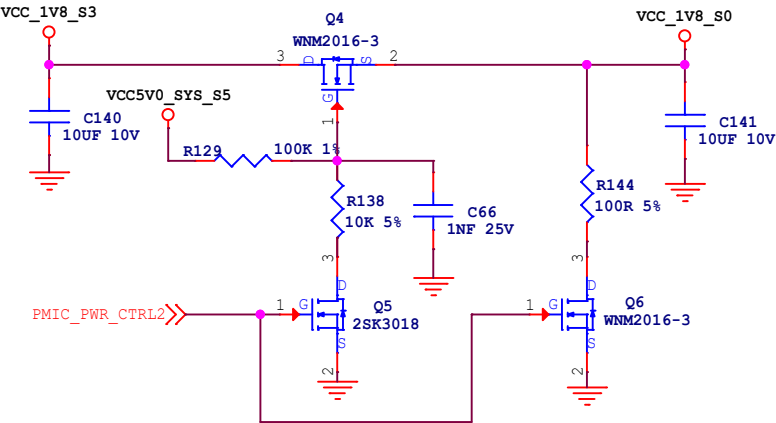 VCC_1V8_S3
Q4
WNM2016-3
VCC_1V8_S0
3
D
S
2
G
1
VCC5V0_SYS_S5
C140
10UF 10V
C141
10UF 10V
R129
100K 1%
R138
10K 5%
C66
1NF 25V
R144
100R 5%
3
D
3
D
PMIC_PWR_CTRL2
1
G
Q5
2SK3018
S
2
1
G
Q6
WNM2016-3
S
2